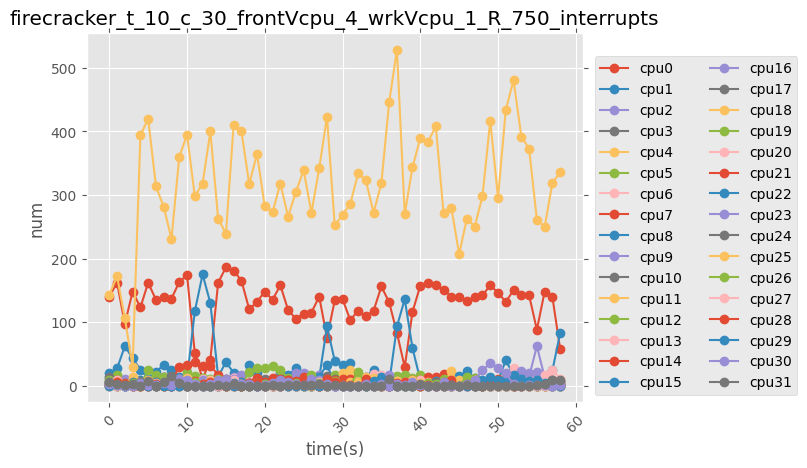 firecracker_t_10_c_30_frontVcpu_4_wrkVcpu_1_R_750_interrupts
num
500
400
300
200
100
0
0
10
20
30
40
50
60
time(s)
cpu0
cpu1
cpu2
cpu3
cpu4
cpu5
cpu6
cpu7
cpu8
cpu9
cpu10
cpu11
cpu12
cpu13
cpu14
cpu15
cpu16
cpu17
cpu18
cpu19
cpu20
cpu21
cpu22
cpu23
cpu24
cpu25
cpu26
cpu27
cpu28
cpu29
cpu30
cpu31